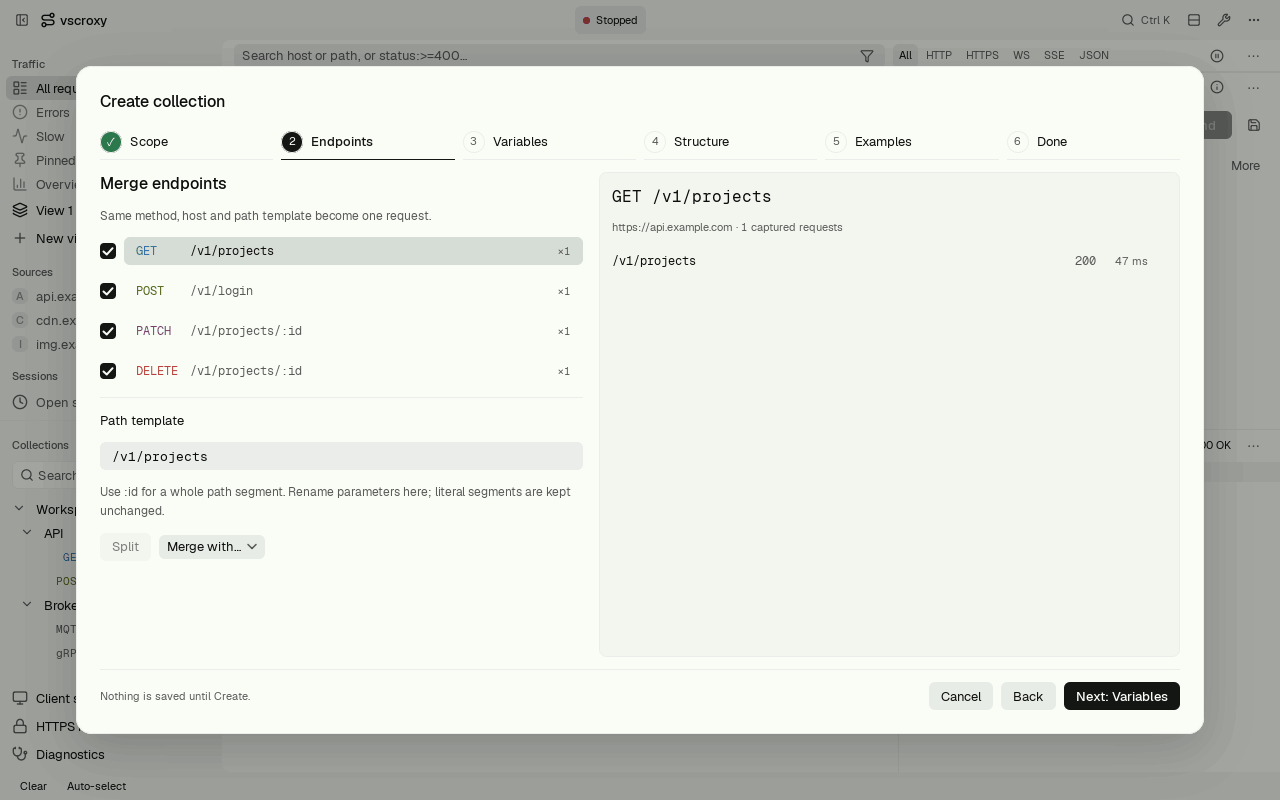 vscroxy
Stopped
Ctrl K
Traffic
Search host or path, or status:>=400…
All
HTTP
HTTPS
WS
SSE
JSON
All requ
Errors
Slow
Pinned
Overvi
View 1
New vi
More
Sources
A api.exa
C cdn.ex
I img.ex
Sessions
Open s
Collections
00 OK
Search
Worksp
API
GE
POS
Broke
MQT
gRP
Client s
HTTPS
Diagnostics
Clear
Auto-select
Create collection
✓ Scope
2 Endpoints
3 Variables
4 Structure
5 Examples
6 Done
Merge endpoints
Same method, host and path template become one request.
GET /v1/projects ×1
POST /v1/login ×1
PATCH /v1/projects/:id ×1
DELETE /v1/projects/:id ×1
Path template
/v1/projects
Use :id for a whole path segment. Rename parameters here; literal segments are kept
unchanged.
Split
Merge with…
GET /v1/projects
https://api.example.com · 1 captured requests
/v1/projects 200 47 ms
Nothing is saved until Create.
Cancel
Back
Next: Variables